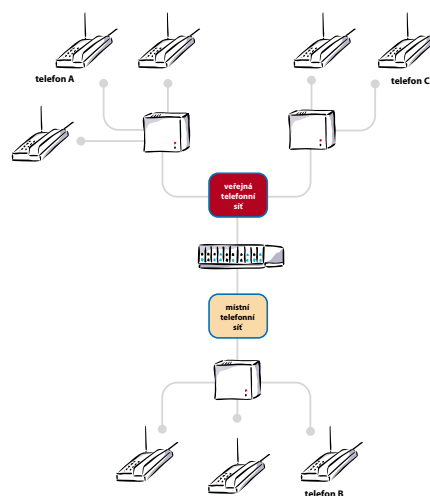 telefon A
telefon C
veřejná
telefonní
síť
místní
telefonní
síť
telefon B